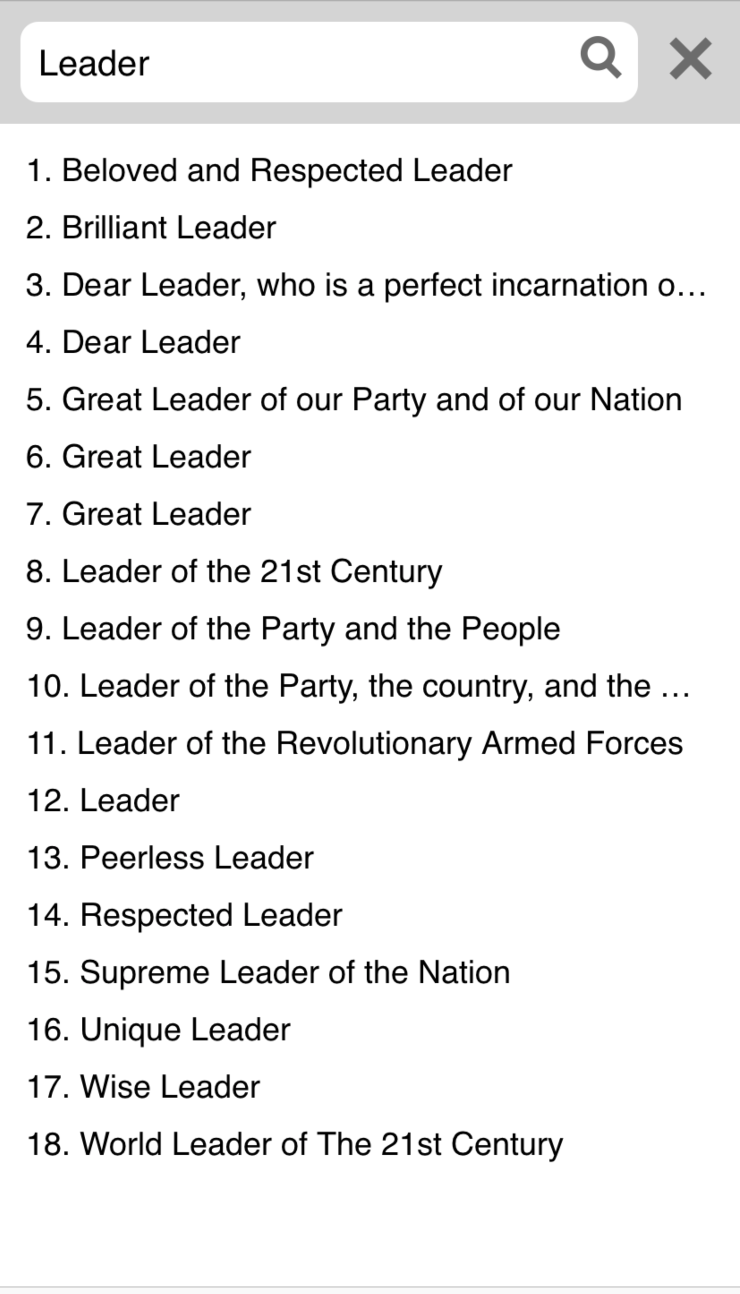 Leader
1. Beloved and Respected Leader
2. Brilliant Leader
3. Dear Leader, who is a perfect incarnation o…
4. Dear Leader
5. Great Leader of our Party and of our Nation
6. Great Leader
7. Great Leader
8. Leader of the 21st Century
9. Leader of the Party and the People
10. Leader of the Party, the country, and the …
11. Leader of the Revolutionary Armed Forces
12. Leader
13. Peerless Leader
14. Respected Leader
15. Supreme Leader of the Nation
16. Unique Leader
17. Wise Leader
18. World Leader of The 21st Century